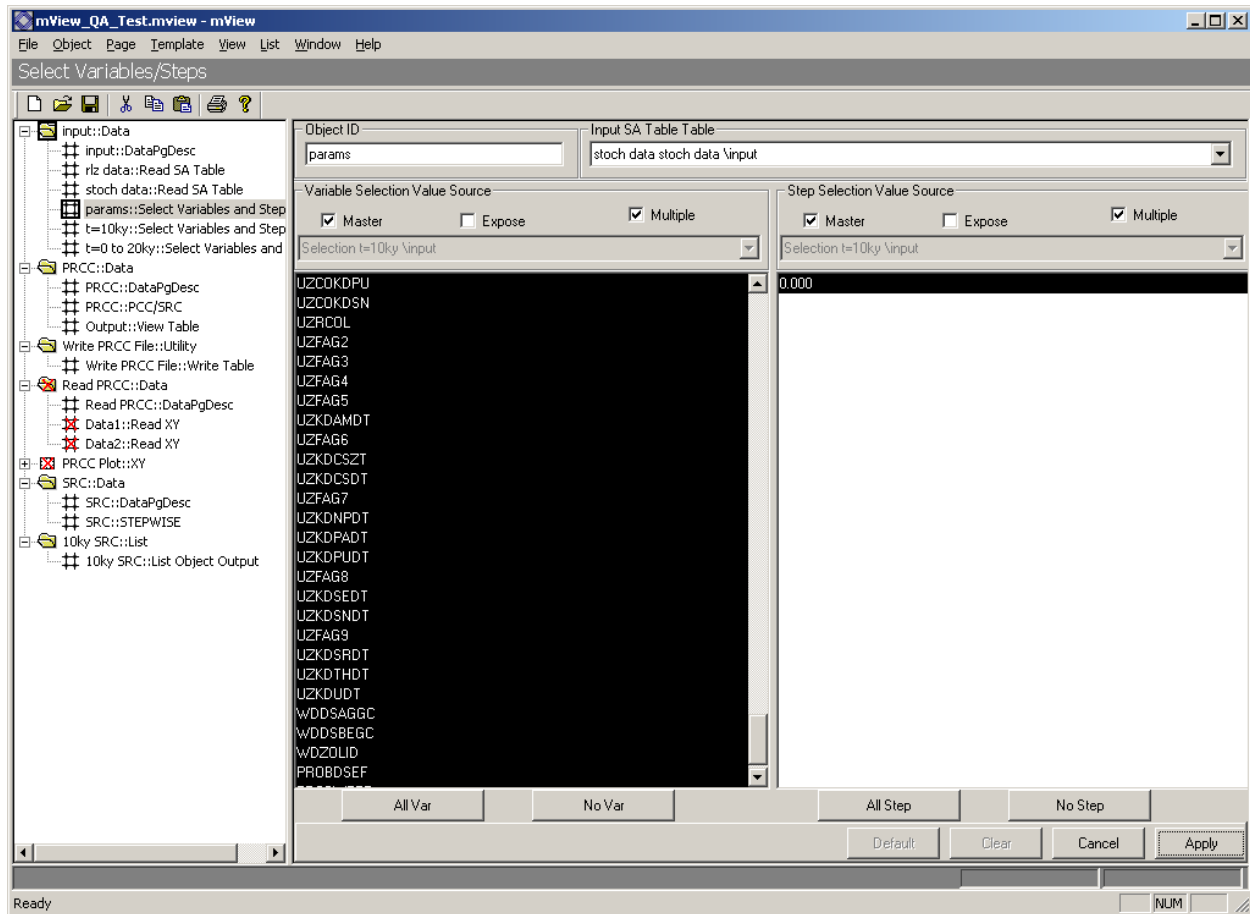 mView_QA_Test.mview - mView
File Object Page Template View List Window Help
Select Variables/Steps
input::Data
input::DataPgDesc
rlz data::Read SA Table
stoch data::Read SA Table
params::Select Variables and Step
t=10ky::Select Variables and Step
t=0 to 20ky::Select Variables and
PRCC::Data
PRCC::DataPgDesc
PRCC::PCC/SRC
Output::View Table
Write PRCC File::Utility
Write PRCC File::Write Table
Read PRCC::Data
Read PRCC::DataPgDesc
Data1::Read XY
Data2::Read XY
PRCC Plot::XY
SRC::Data
SRC::DataPgDesc
SRC::STEPWISE
10ky SRC::List
10ky SRC::List Object Output
Object ID
params
Input SA Table Table
stoch data stoch data \input
Variable Selection Value Source
Master Expose Multiple
Selection t=10ky \input
Step Selection Value Source
Master Expose Multiple
Selection t=10ky \input
UZCOKDPU
UZCOKDSN
UZRCOL
UZFAG2
UZFAG3
UZFAG4
UZFAG5
UZKDAMDT
UZFAG6
UZKDCSZT
UZKDCSDT
UZFAG7
UZKDNPDT
UZKDPADT
UZKDPUDT
UZFAG8
UZKDSEDT
UZKDSNDT
UZFAG9
UZKDSRDT
UZKDTHDT
UZKDUDT
WDDSAGGC
WDDSBEGC
WDZOLID
PROBDSEF
0.000
All Var No Var All Step No Step
Default Clear Cancel Apply
Ready NUM